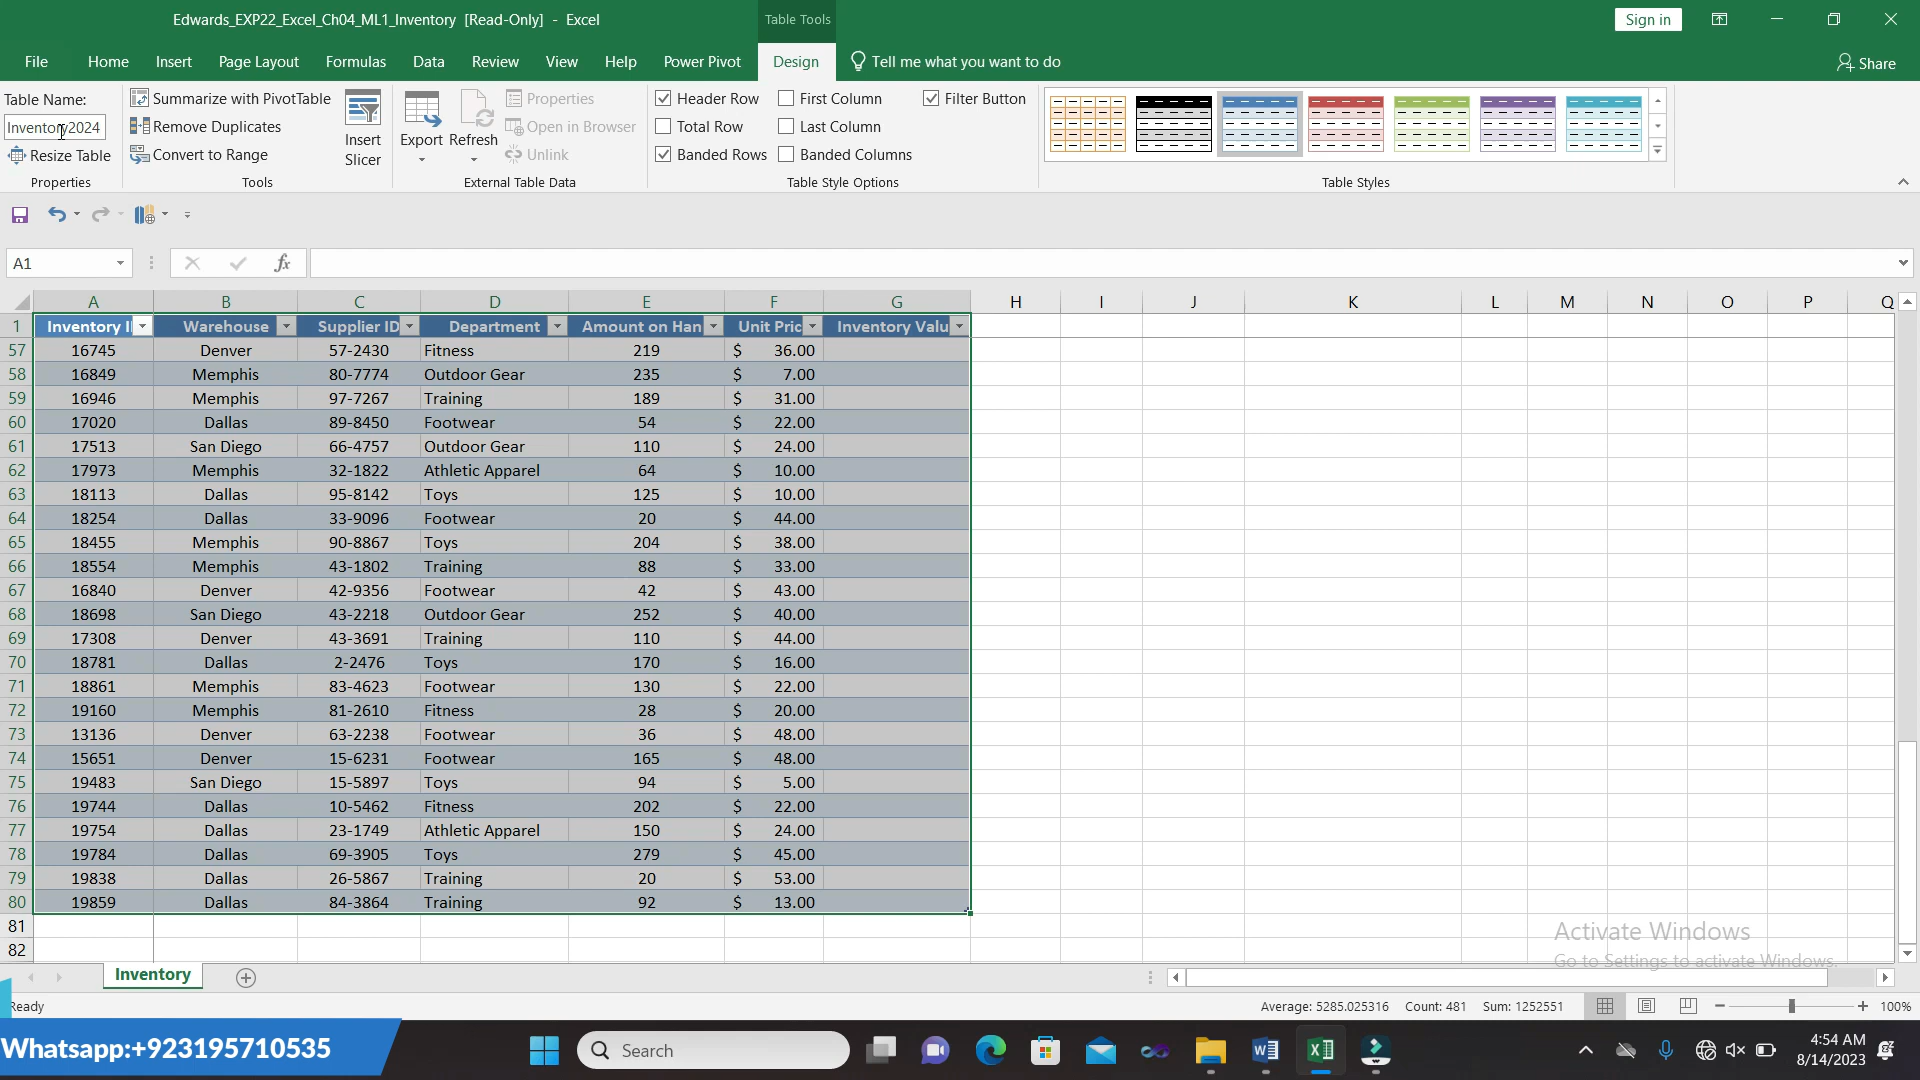 Edwards_EXP22_Excel_Ch04_ML1_Inventory [Read-Only] - Excel
Table Tools
Sign in
File Home Insert Page Layout Formulas Data Review View Help Power Pivot Design Tell me what you want to do Share
Table Name:
Inventory2024
Resize Table
Properties
Summarize with PivotTable
Remove Duplicates
Convert to Range
Insert Slicer
Tools
Export
Refresh
Properties
Open in Browser
Unlink
External Table Data
Header Row First Column Filter Button
Total Row Last Column
Banded Rows Banded Columns
Table Style Options
Table Styles
A1 fx
A B C D E F G H I J K L M N O P Q
1 Inventory I Warehouse Supplier ID Department Amount on Han Unit Pric Inventory Valu
57 16745 Denver 57-2430 Fitness 219 $ 36.00
58 16849 Memphis 80-7774 Outdoor Gear 235 $ 7.00
59 16946 Memphis 97-7267 Training 189 $ 31.00
60 17020 Dallas 89-8450 Footwear 54 $ 22.00
61 17513 San Diego 66-4757 Outdoor Gear 110 $ 24.00
62 17973 Memphis 32-1822 Athletic Apparel 64 $ 10.00
63 18113 Dallas 95-8142 Toys 125 $ 10.00
64 18254 Dallas 33-9096 Footwear 20 $ 44.00
65 18455 Memphis 90-8867 Toys 204 $ 38.00
66 18554 Memphis 43-1802 Training 88 $ 33.00
67 16840 Denver 42-9356 Footwear 42 $ 43.00
68 18698 San Diego 43-2218 Outdoor Gear 252 $ 40.00
69 17308 Denver 43-3691 Training 110 $ 44.00
70 18781 Dallas 2-2476 Toys 170 $ 16.00
71 18861 Memphis 83-4623 Footwear 130 $ 22.00
72 19160 Memphis 81-2610 Fitness 28 $ 20.00
73 13136 Denver 63-2238 Footwear 36 $ 48.00
74 15651 Denver 15-6231 Footwear 165 $ 48.00
75 19483 San Diego 15-5897 Toys 94 $ 5.00
76 19744 Dallas 10-5462 Fitness 202 $ 22.00
77 19754 Dallas 23-1749 Athletic Apparel 150 $ 24.00
78 19784 Dallas 69-3905 Toys 279 $ 45.00
79 19838 Dallas 26-5867 Training 20 $ 53.00
80 19859 Dallas 84-3864 Training 92 $ 13.00
81
82
Activate Windows
Go to Settings to activate Windows.
Inventory
Ready Average: 5285.025316 Count: 481 Sum: 1252551 100%
Whatsapp:+923195710535
Search
4:54 AM
8/14/2023